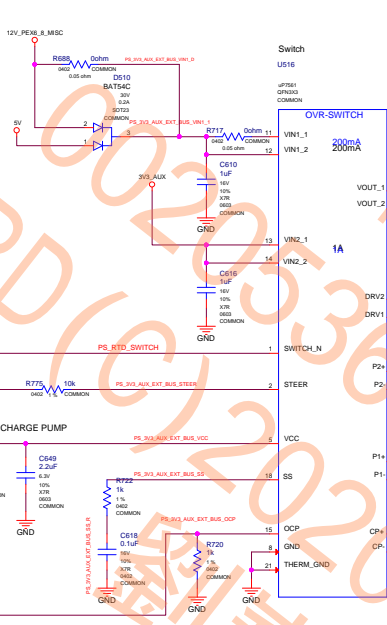 12V_PEX6_8_MISC
R688
0ohm
PS_3V3_AUX_EXT_BUS_VIN1_D
0402
COMMON
0.05 ohm
D510
BAT54C
30V
0.2A
SOT23
COMMON
5V
2
1
3
PS_3V3_AUX_EXT_BUS_VIN1_1
R717
0ohm
0402
COMMON
0.05 ohm
C610
1uF
16V
10%
X7R
0603
COMMON
GND
3V3_AUX
C616
1uF
16V
10%
X7R
0603
COMMON
GND
Switch
U516
uP7561
QFN3X3
COMMON
OVR-SWITCH
11
VIN1_1
200mA
12
VIN1_2
200mA
VOUT_1
VOUT_2
13
VIN2_1
1A
1A
14
VIN2_2
DRV2
DRV1
PS_RTD_SWITCH
1
SWITCH_N
P2+
R775
10k
0402
1 %
COMMON
PS_3V3_AUX_EXT_BUS_STEER
2
STEER
P2-
CHARGE PUMP
PS_3V3_AUX_EXT_BUS_VCC
5
VCC
P1+
C649
2.2uF
6.3V
10%
X7R
0603
COMMON
GND
PS_3V3_AUX_EXT_BUS_SS
SS
P1-
R722
1k
1 %
0402
COMMON
PS_3V3_AUX_EXT_BUS_SS_R
C618
0.1uF
16V
10%
X7R
0402
COMMON
GND
PS_3V3_AUX_EXT_BUS_OCP
15
OCP
CP+
R720
1k
1 %
0402
COMMON
GND
8
GND
CP-
21
THERM_GND
GND